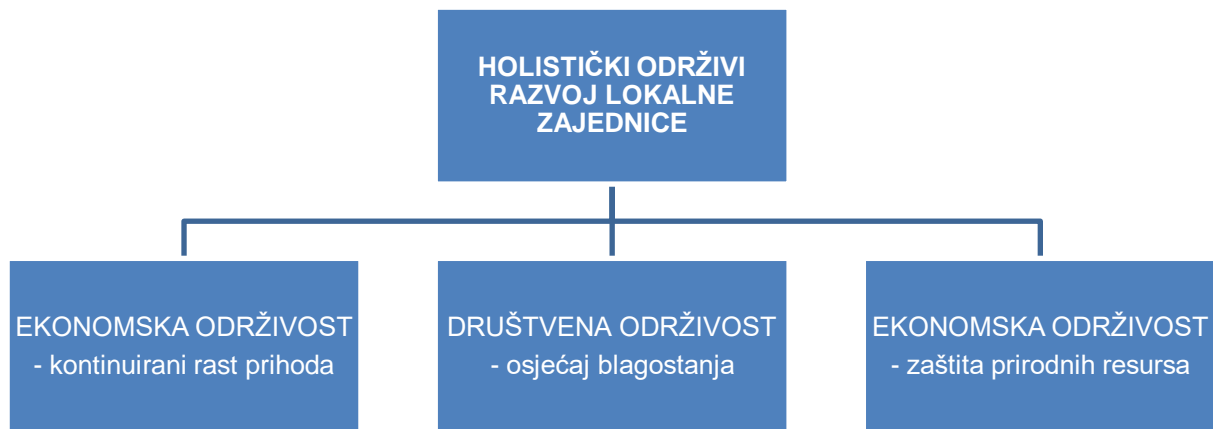 HOLISTIČKI ODRŽIVI
RAZVOJ LOKALNE
ZAJEDNICE
EKONOMSKA ODRŽIVOST
- kontinuirani rast prihoda
DRUŠTVENA ODRŽIVOST
- osjećaj blagostanja
EKONOMSKA ODRŽIVOST
- zaštita prirodnih resursa